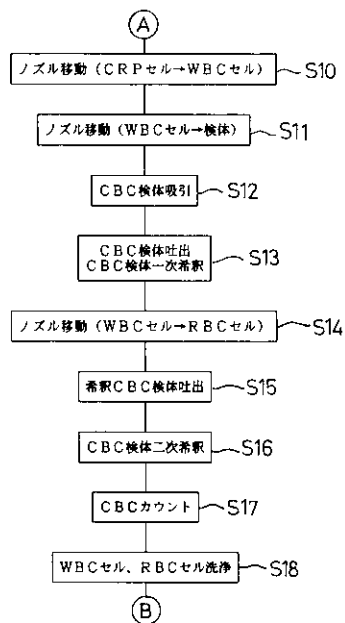 A
ノズル移動（CRPセル→WBCセル）
S10
ノズル移動（WBCセル→検体）
S11
CBC検体吸引
S12
CBC検体吐出
CBC検体一次希釈
S13
ノズル移動（WBCセル→RBCセル）
S14
希釈CBC検体吐出
S15
CBC検体二次希釈
S16
CBCカウント
S17
WBCセル、RBCセル洗浄
S18
B